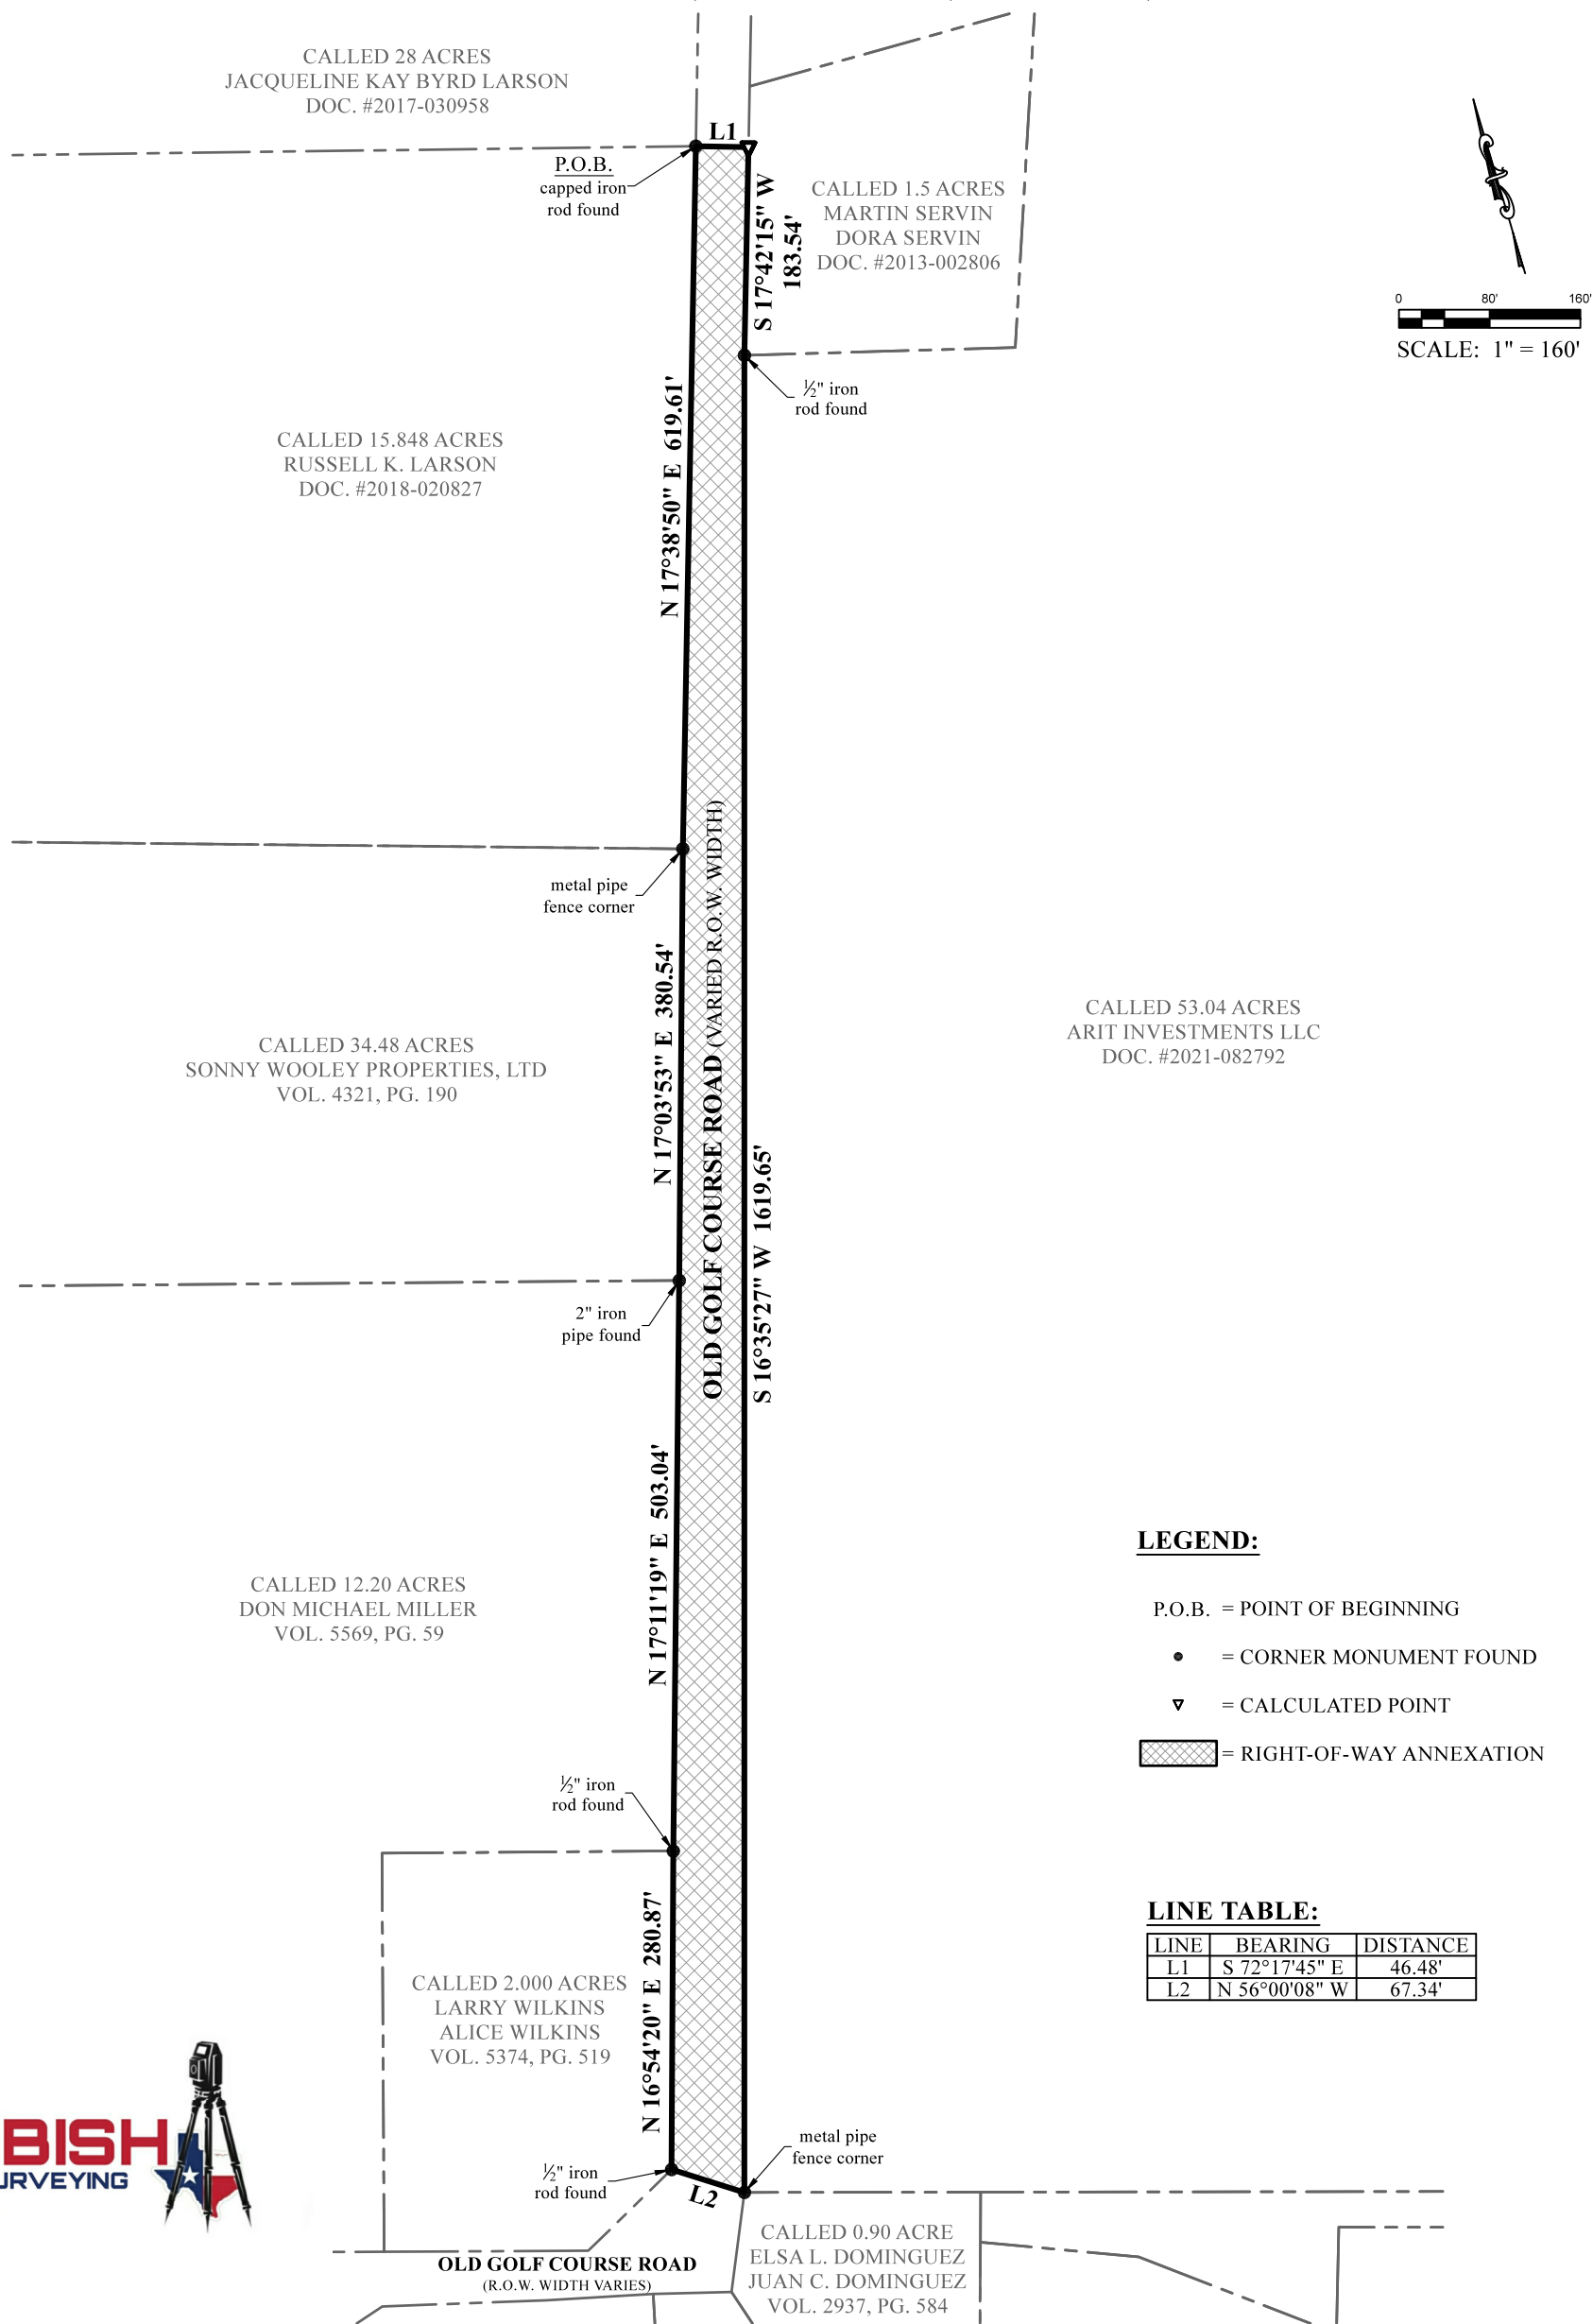 CALLED 28 ACRES
JACQUELINE KAY BYRD LARSON
DOC. #2017-030958
L1
P.O.B.
capped iron
rod found
S 17°42'15" W
183.54'
CALLED 1.5 ACRES
MARTIN SERVIN
DORA SERVIN
DOC. #2013-002806
0 80' 160'
SCALE: 1" = 160'
½" iron
rod found
N 17°38'50" E 619.61'
CALLED 15.848 ACRES
RUSSELL K. LARSON
DOC. #2018-020827
metal pipe
fence corner
OLD GOLF COURSE ROAD (VARIED R.O.W. WIDTH)
N 17°03'53" E 380.54'
CALLED 34.48 ACRES
SONNY WOOLEY PROPERTIES, LTD
VOL. 4321, PG. 190
CALLED 53.04 ACRES
ARIT INVESTMENTS LLC
DOC. #2021-082792
S 16°35'27" W 1619.65'
2" iron
pipe found
N 17°11'19" E 503.04'
CALLED 12.20 ACRES
DON MICHAEL MILLER
VOL. 5569, PG. 59
LEGEND:
P.O.B. = POINT OF BEGINNING
= CORNER MONUMENT FOUND
= CALCULATED POINT
= RIGHT-OF-WAY ANNEXATION
½" iron
rod found
N 16°54'20" E 280.87'
CALLED 2.000 ACRES
LARRY WILKINS
ALICE WILKINS
VOL. 5374, PG. 519
LINE TABLE:
LINE BEARING DISTANCE
L1 S 72°17'45" E 46.48'
L2 N 56°00'08" W 67.34'
BISH
URVEYING
metal pipe
fence corner
½" iron
rod found
L2
OLD GOLF COURSE ROAD
(R.O.W. WIDTH VARIES)
CALLED 0.90 ACRE
ELSA L. DOMINGUEZ
JUAN C. DOMINGUEZ
VOL. 2937, PG. 584